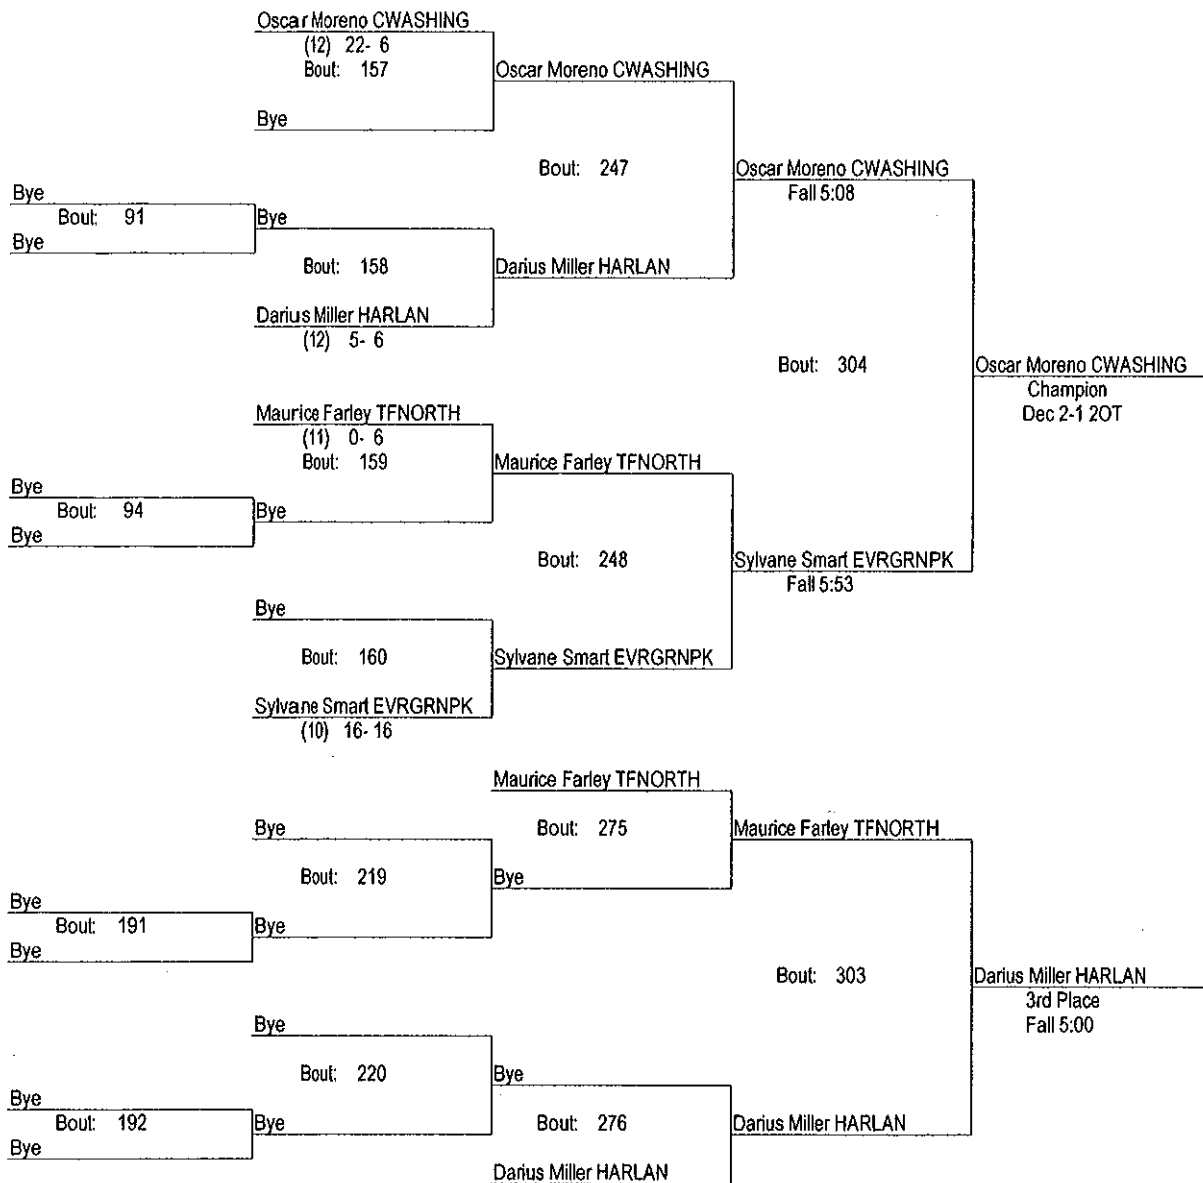 Oscar Moreno CWASHING
(12) 22- 6
Bout: 157
Oscar Moreno CWASHING
Bye
Bout: 247
Oscar Moreno CWASHING
Fall 5:08
Bye
Bout: 91
Bye
Bye
Bout: 158
Darius Miller HARLAN
Darius Miller HARLAN
(12) 5- 6
Bout: 304
Oscar Moreno CWASHING
Champion
Dec 2-1 2OT
Maurice Farley TFNORTH
(11) 0- 6
Bout: 159
Maurice Farley TFNORTH
Bye
Bout: 94
Bye
Bye
Bout: 248
Sylvane Smart EVRGRNPK
Fall 5:53
Bye
Bout: 160
Sylvane Smart EVRGRNPK
Sylvane Smart EVRGRNPK
(10) 16- 16
Maurice Farley TFNORTH
Bout: 275
Maurice Farley TFNORTH
Bye
Bout: 219
Bye
Bye
Bout: 191
Bye
Bye
Bout: 303
Darius Miller HARLAN
3rd Place
Fall 5:00
Bye
Bout: 220
Bye
Bye
Bout: 192
Bye
Bye
Bout: 276
Darius Miller HARLAN
Darius Miller HARLAN